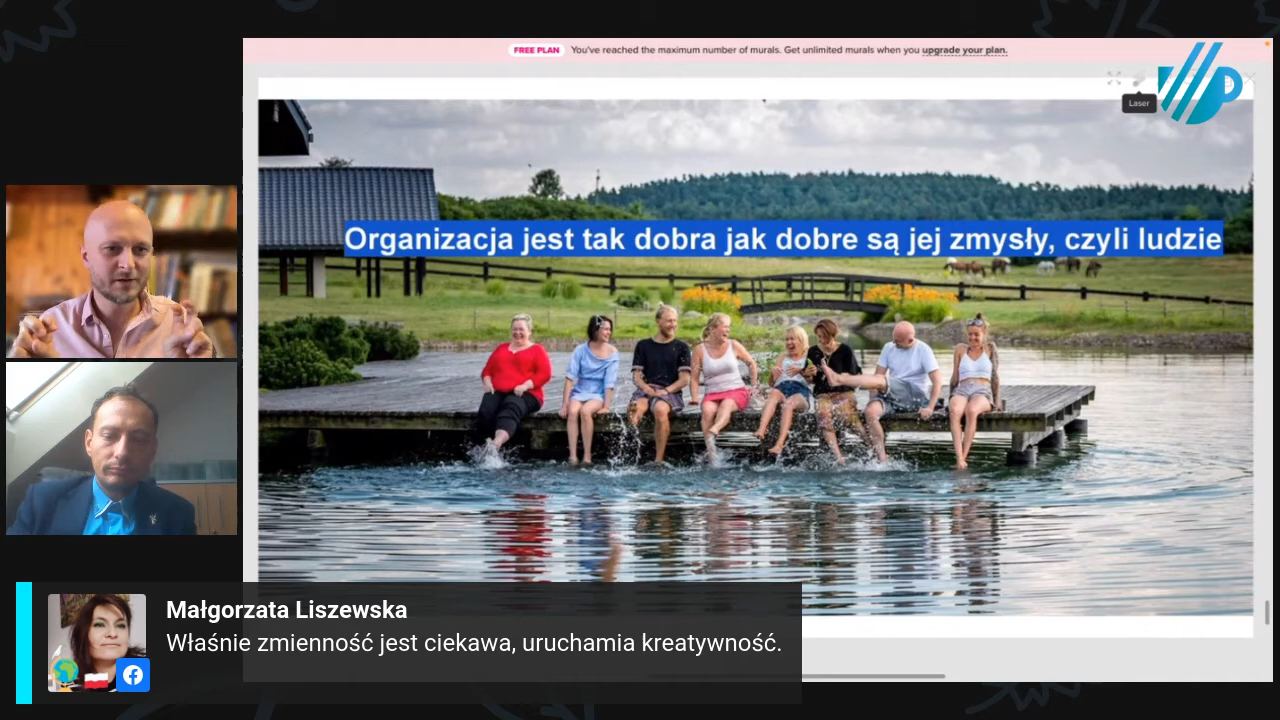 FREE PLAN You've reached the maximum number of murals. Get unlimited murals when you upgrade your plan.
Laser
Organizacja jest tak dobra jak dobre są jej zmysły, czyli ludzie
Małgorzata Liszewska
Właśnie zmienność jest ciekawa, uruchamia kreatywność.